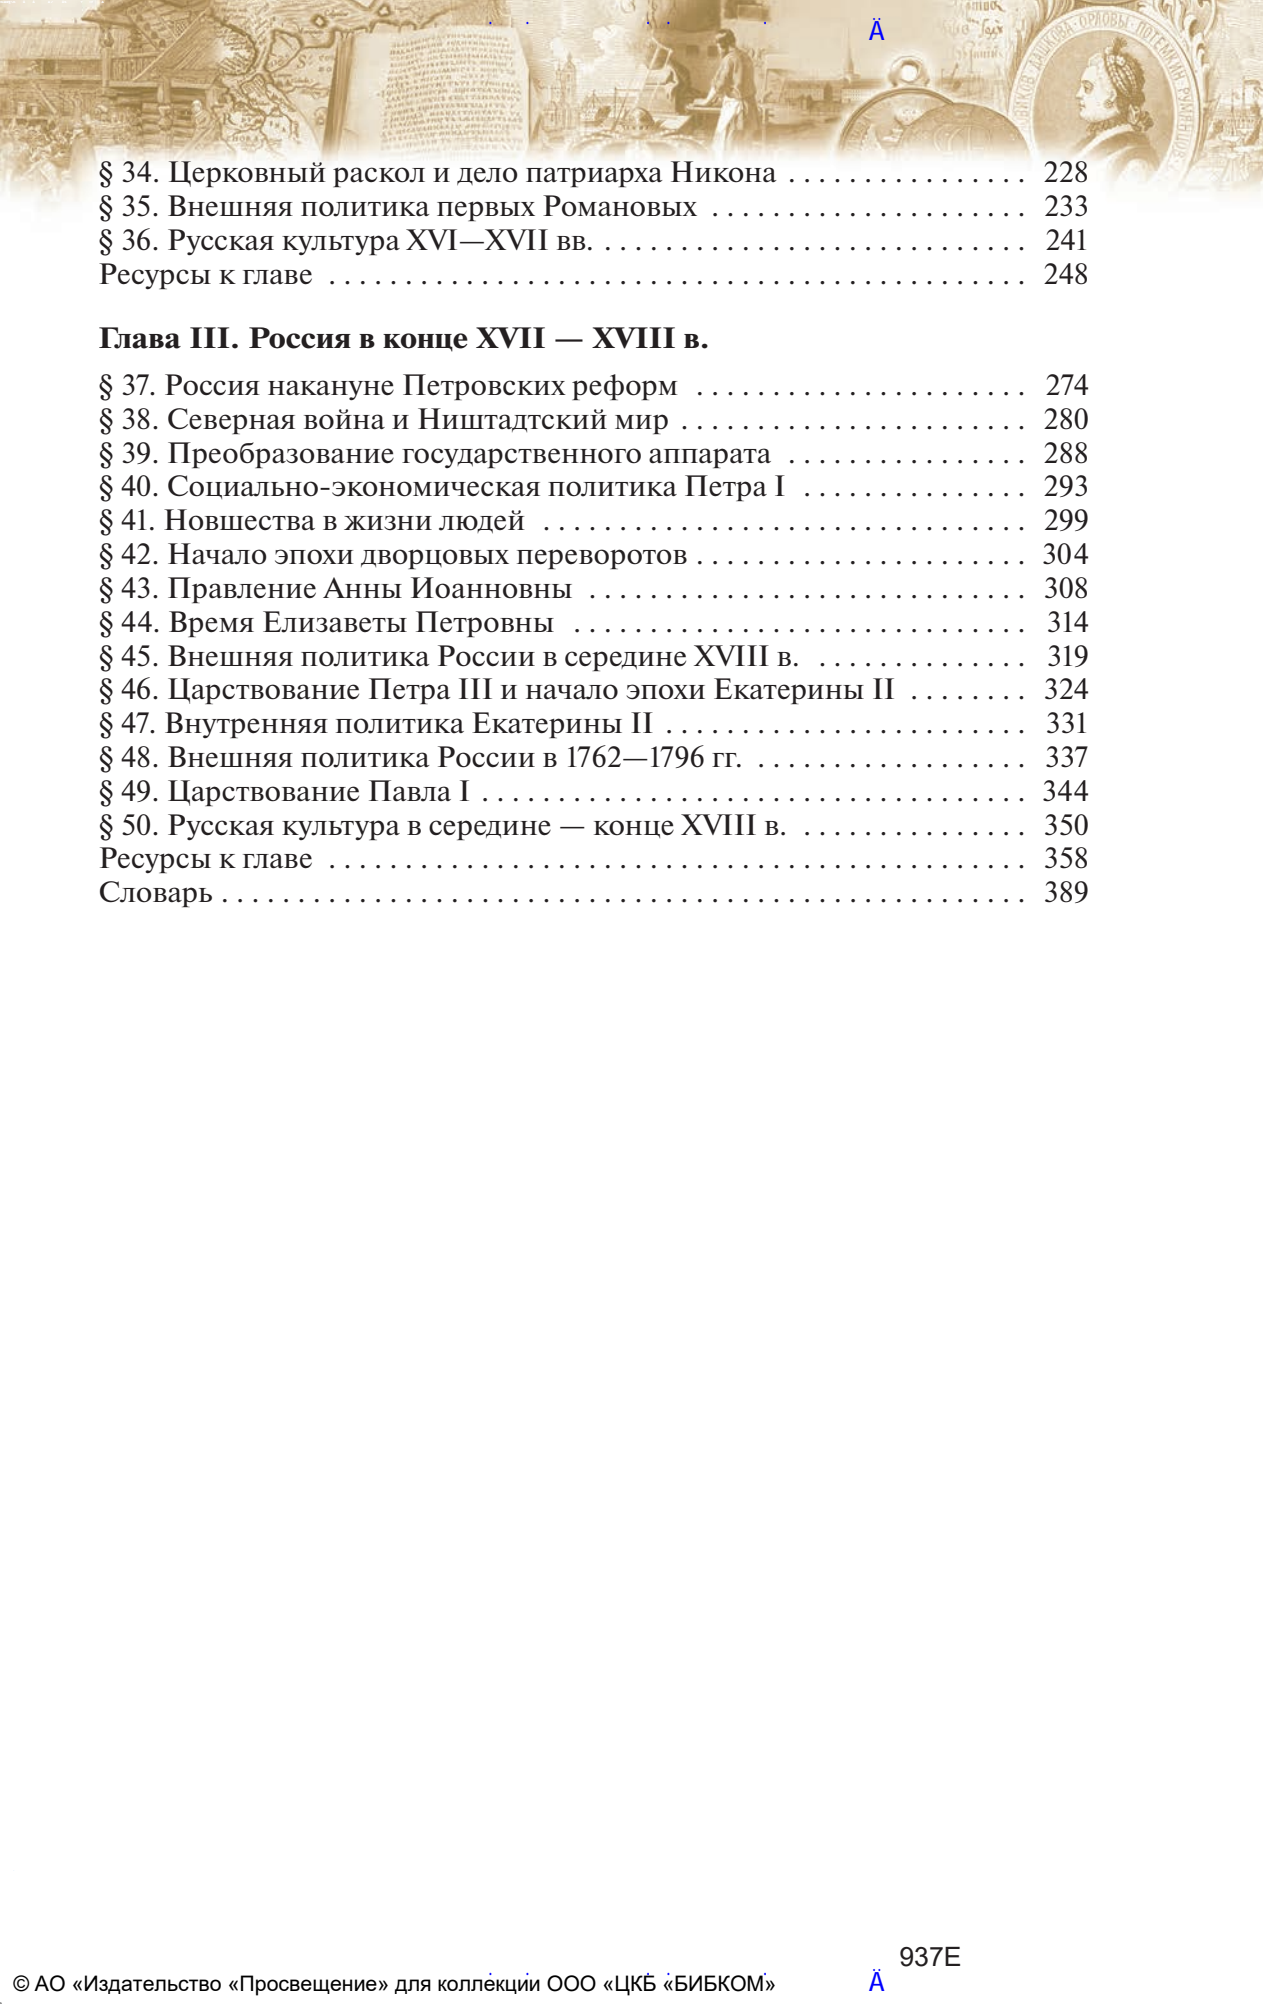 § 34. Церковный раскол и дело патриарха Никона . . . . . . . . . . . . . . . . 228
§ 35. Внешняя политика первых Романовых . . . . . . . . . . . . . . . . . . . . . 233
§ 36. Русская культура XVI—XVII вв. . . . . . . . . . . . . . . . . . . . . . . . . . . . . 241
Ресурсы к главе . . . . . . . . . . . . . . . . . . . . . . . . . . . . . . . . . . . . . . . . . . . . . . 248
Глава III. Россия в конце XVII — XVIII в.
§ 37. Россия накануне Петровских реформ . . . . . . . . . . . . . . . . . . . . . . 274
§ 38. Северная война и Ништадтский мир . . . . . . . . . . . . . . . . . . . . . . . 280
§ 39. Преобразование государственного аппарата . . . . . . . . . . . . . . . . 288
§ 40. Социально-экономическая политика Петра I . . . . . . . . . . . . . . . 293
§ 41. Новшества в жизни людей . . . . . . . . . . . . . . . . . . . . . . . . . . . . . . . . 299
§ 42. Начало эпохи дворцовых переворотов . . . . . . . . . . . . . . . . . . . . . . 304
§ 43. Правление Анны Иоанновны . . . . . . . . . . . . . . . . . . . . . . . . . . . . . 308
§ 44. Время Елизаветы Петровны . . . . . . . . . . . . . . . . . . . . . . . . . . . . . . 314
§ 45. Внешняя политика России в середине XVIII в. . . . . . . . . . . . . . . 319
§ 46. Царствование Петра III и начало эпохи Екатерины II . . . . . . . . 324
§ 47. Внутренняя политика Екатерины II . . . . . . . . . . . . . . . . . . . . . . . . 331
§ 48. Внешняя политика России в 1762—1796 гг. . . . . . . . . . . . . . . . . . . 337
§ 49. Царствование Павла I . . . . . . . . . . . . . . . . . . . . . . . . . . . . . . . . . . . . 344
§ 50. Русская культура в середине — конце XVIII в. . . . . . . . . . . . . . . . 350
Ресурсы к главе . . . . . . . . . . . . . . . . . . . . . . . . . . . . . . . . . . . . . . . . . . . . . . 358
Словарь . . . . . . . . . . . . . . . . . . . . . . . . . . . . . . . . . . . . . . . . . . . . . . . . . . . . . 389
937E
© АО «Издательство «Просвещение» для коллекции ООО «ЦКБ «БИБКОМ»